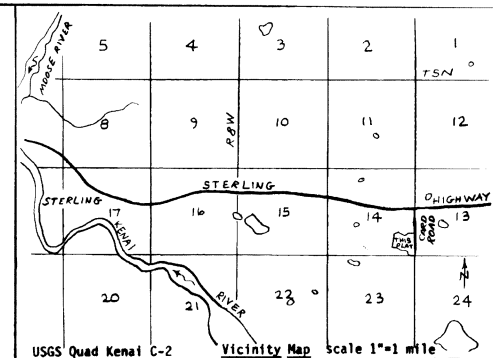 5 4 3 2 1
MOOSE RIVER
T5N
8 9 10 11 12
R8W
STERLING
HIGHWAY
STERLING
17 16 15 14 13
KENAI
THIS
PLAT
CARD
ROAD
N
20 21 22 23 24
RIVER
USGS Quad Kenai C-2 Vicinity Map scale 1"=1 mile